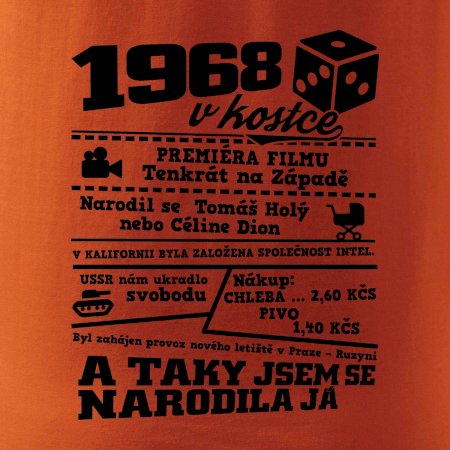 1968
v kostce
PREMIÉRA FILMU
Tenkrát na Západě
Narodil se Tomáš Holý
nebo Céline Dion
V KALIFORNII BYLA ZALOŽENA SPOLEČNOST INTEL.
USSR nám ukradlo
svobodu
Nákup:
CHLEBA ... 2,60 KČS
PIVO
1,40 KČS
Byl zahájen provoz nového letiště v Praze - Ruzyni
A TAKY JSEM SE
NARODILA JÁ